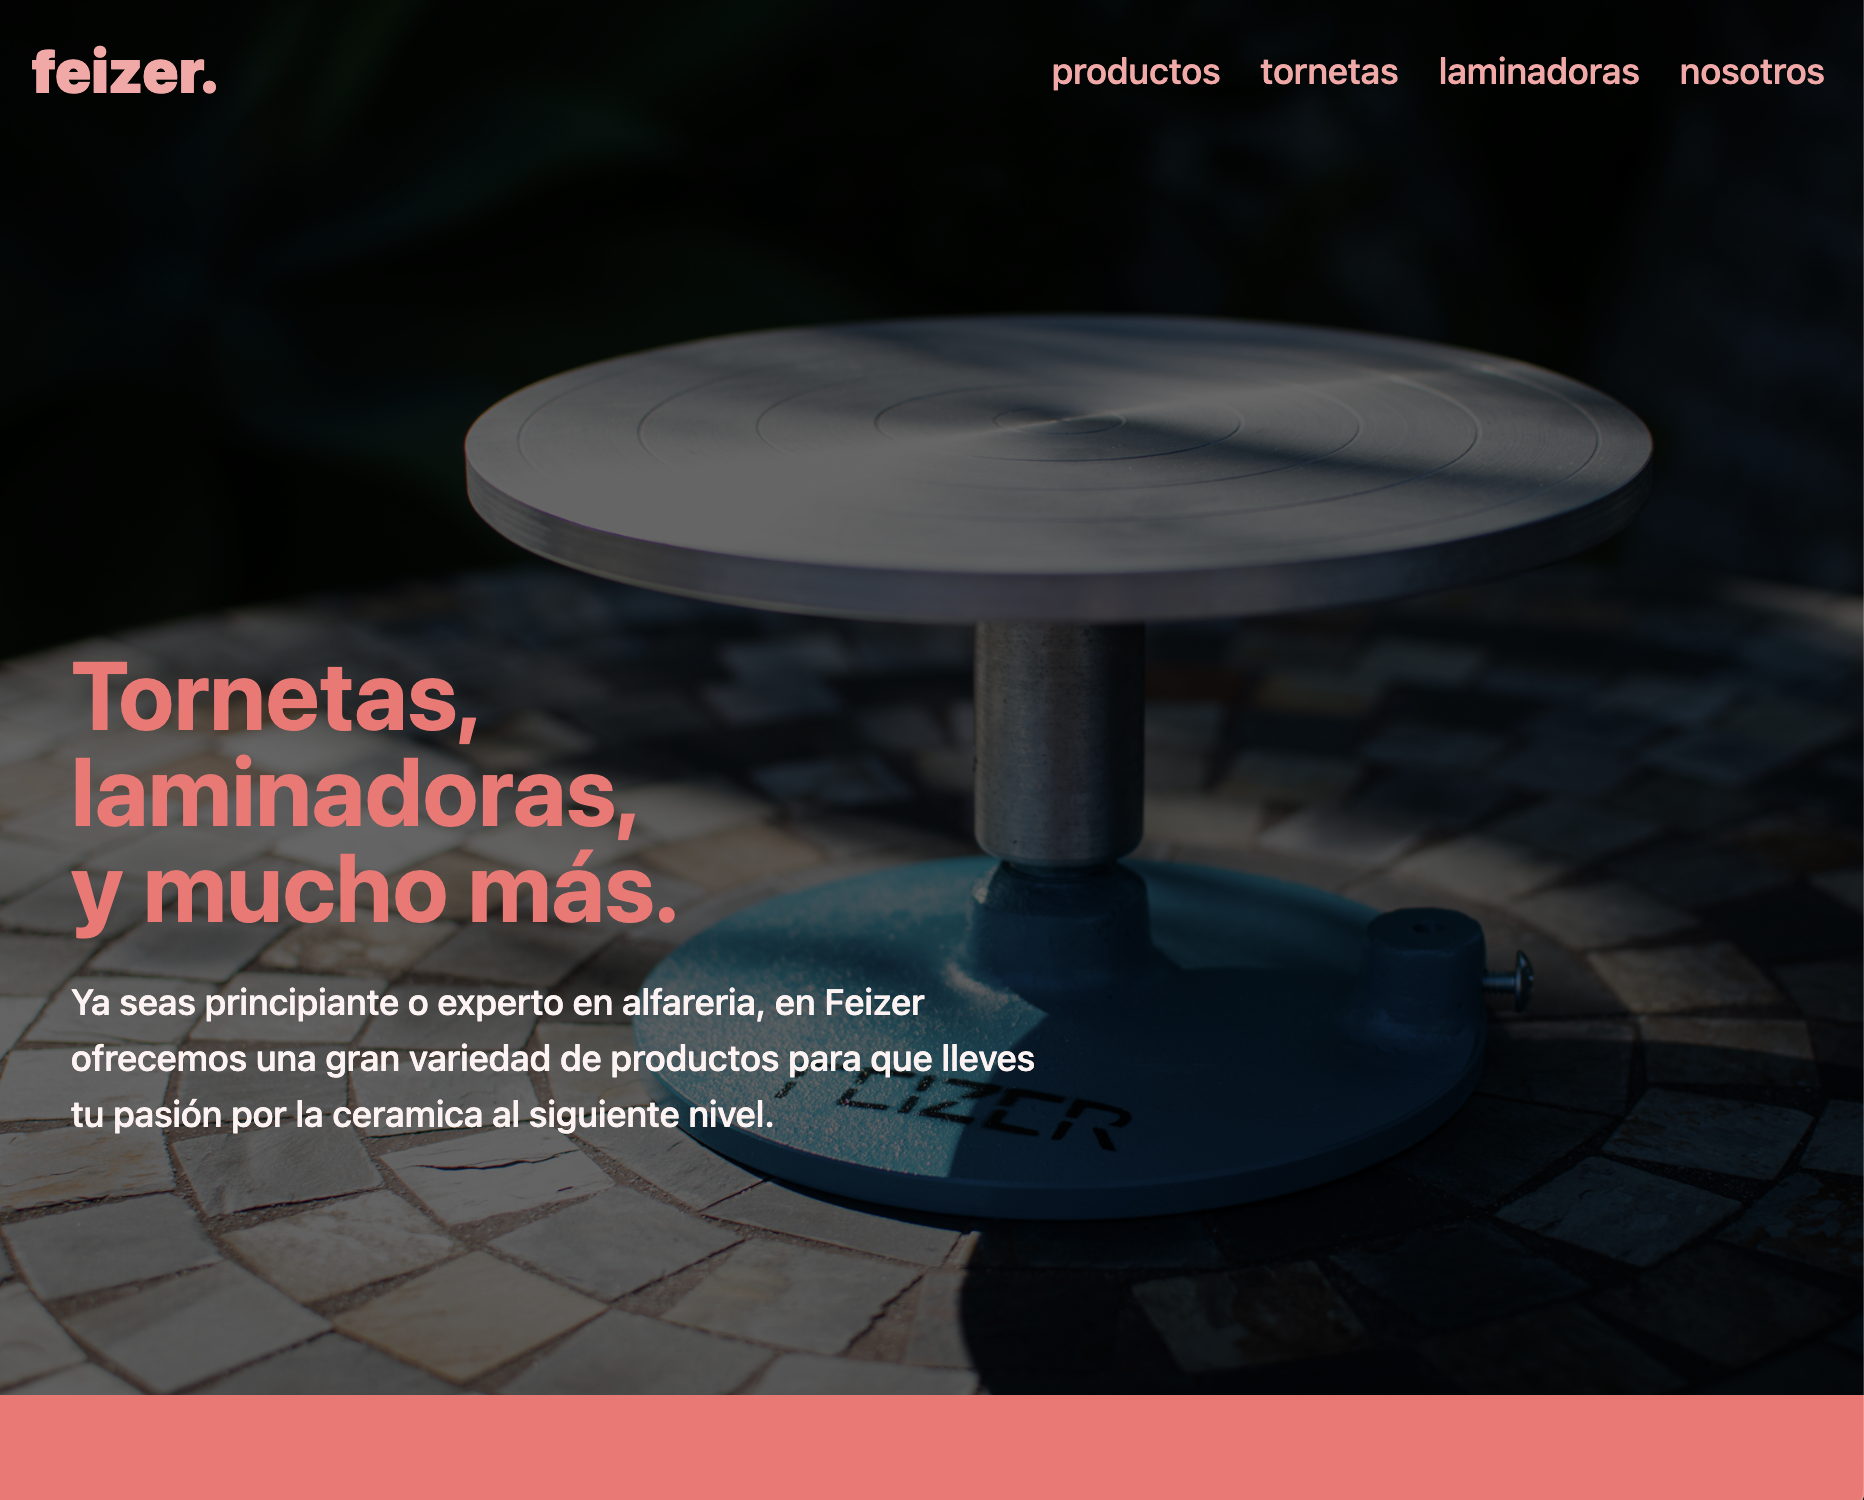 feizer.
productos tornetas laminadoras nosotros
Tornetas,
laminadoras,
y mucho más.
Ya seas principiante o experto en alfareria, en Feizer
ofrecemos una gran variedad de productos para que lleves
tu pasión por la ceramica al siguiente nivel.
FEIZER